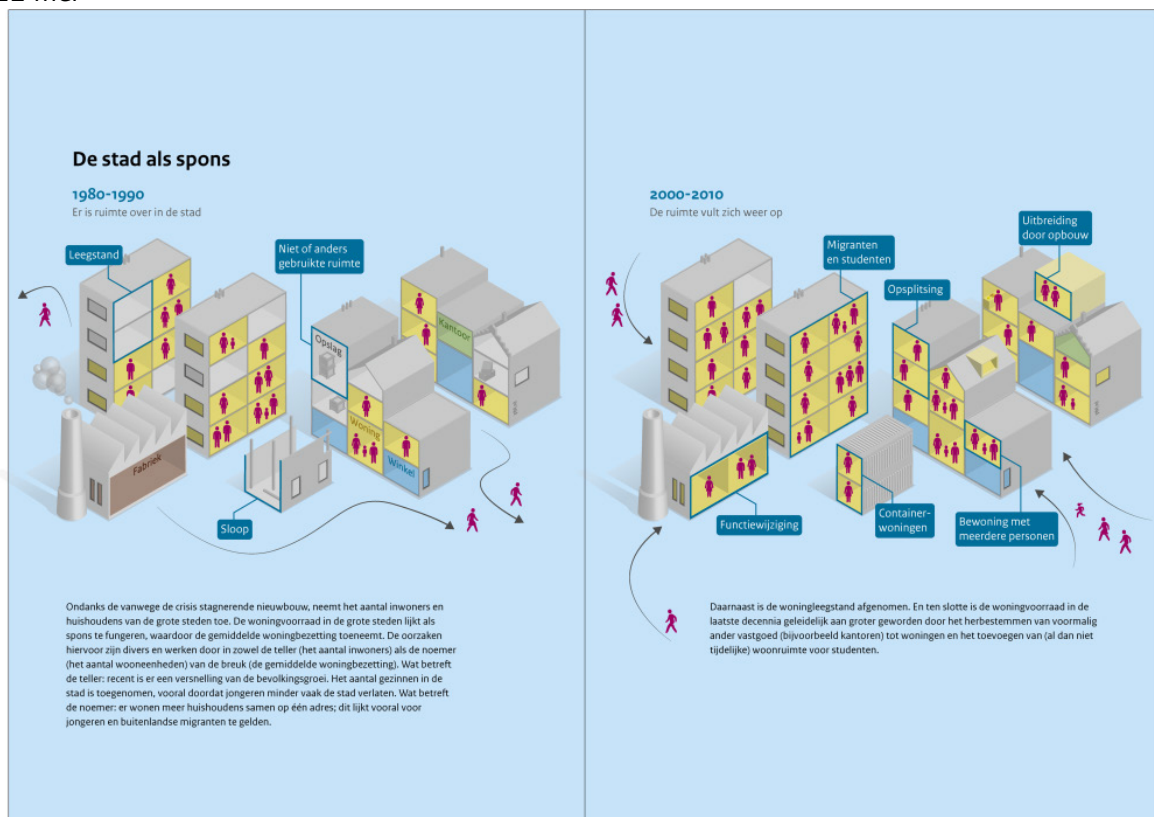 De stad als spons
1980-1990
Er is ruimte over in de stad
Leegstand
Niet of anders
gebruikte ruimte
Opslag
Kantoor
Woning
Winkel
Fabriek
Sloop
Ondanks de vanwege de crisis stagnerende nieuwbouw, neemt het aantal inwoners en
huishoudens van de grote steden toe. De woningvoorraad in de grote steden lijkt als
spons te fungeren, waardoor de gemiddelde woningbezetting toeneemt. De oorzaken
hiervoor zijn divers en werken door in zowel de teller (het aantal inwoners) als de noemer
(het aantal wooneenheden) van de breuk (de gemiddelde woningbezetting). Wat betreft
de teller: recent is er een versnelling van de bevolkingsgroei. Het aantal gezinnen in de
stad is toegenomen, vooral doordat jongeren minder vaak de stad verlaten. Wat betreft
de noemer: er wonen meer huishoudens samen op één adres; dit lijkt vooral voor
jongeren en buitenlandse migranten te gelden.
2000-2010
De ruimte vult zich weer op
Uitbreiding
door opbouw
Migranten
en studenten
Opsplitsing
Functiewijziging
Container-
woningen
Bewoning met
meerdere personen
Daarnaast is de woningleegstand afgenomen. En ten slotte is de woningvoorraad in de
laatste decennia geleidelijk aan groter geworden door het herbestemmen van voormalig
ander vastgoed (bijvoorbeeld kantoren) tot woningen en het toevoegen van (al dan niet
tijdelijke) woonruimte voor studenten.